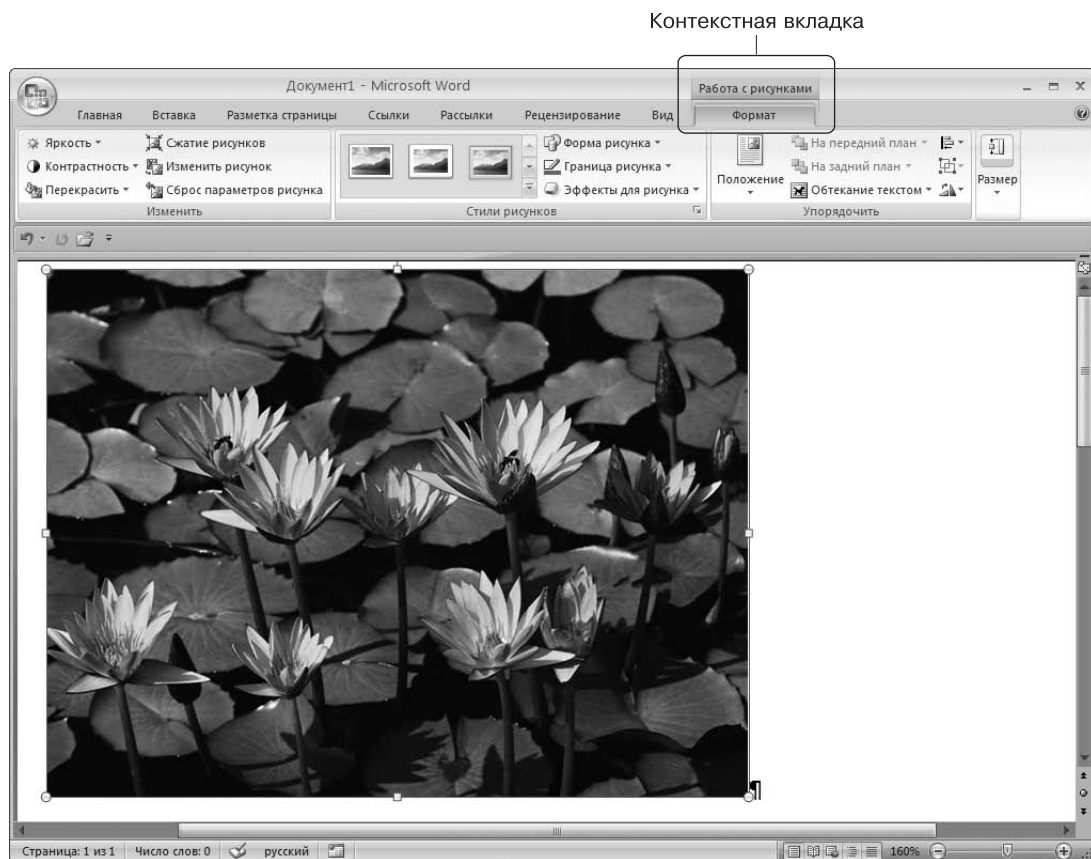 Контекстная вкладка
Документ1 - Microsoft Word
Работа с рисунками
Главная Вставка Разметка страницы Ссылки Рассылки Рецензирование Вид Формат
Яркость Сжатие рисунков Форма рисунка На передний план
Контрастность Изменить рисунок Граница рисунка На задний план
Перекрасить Сброс параметров рисунка Эффекты для рисунка Положение Обтекание текстом Размер
Изменить Стили рисунков Упорядочить
¶
Страница: 1 из 1 Число слов: 0 русский 160%